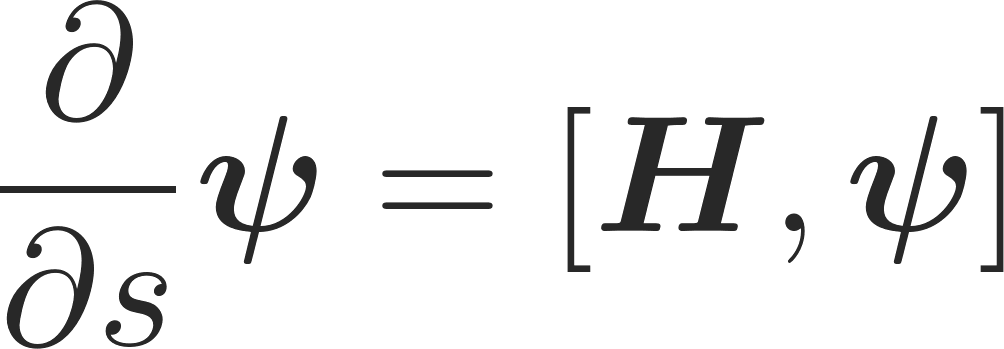 ∂/∂s ψ = [H, ψ]